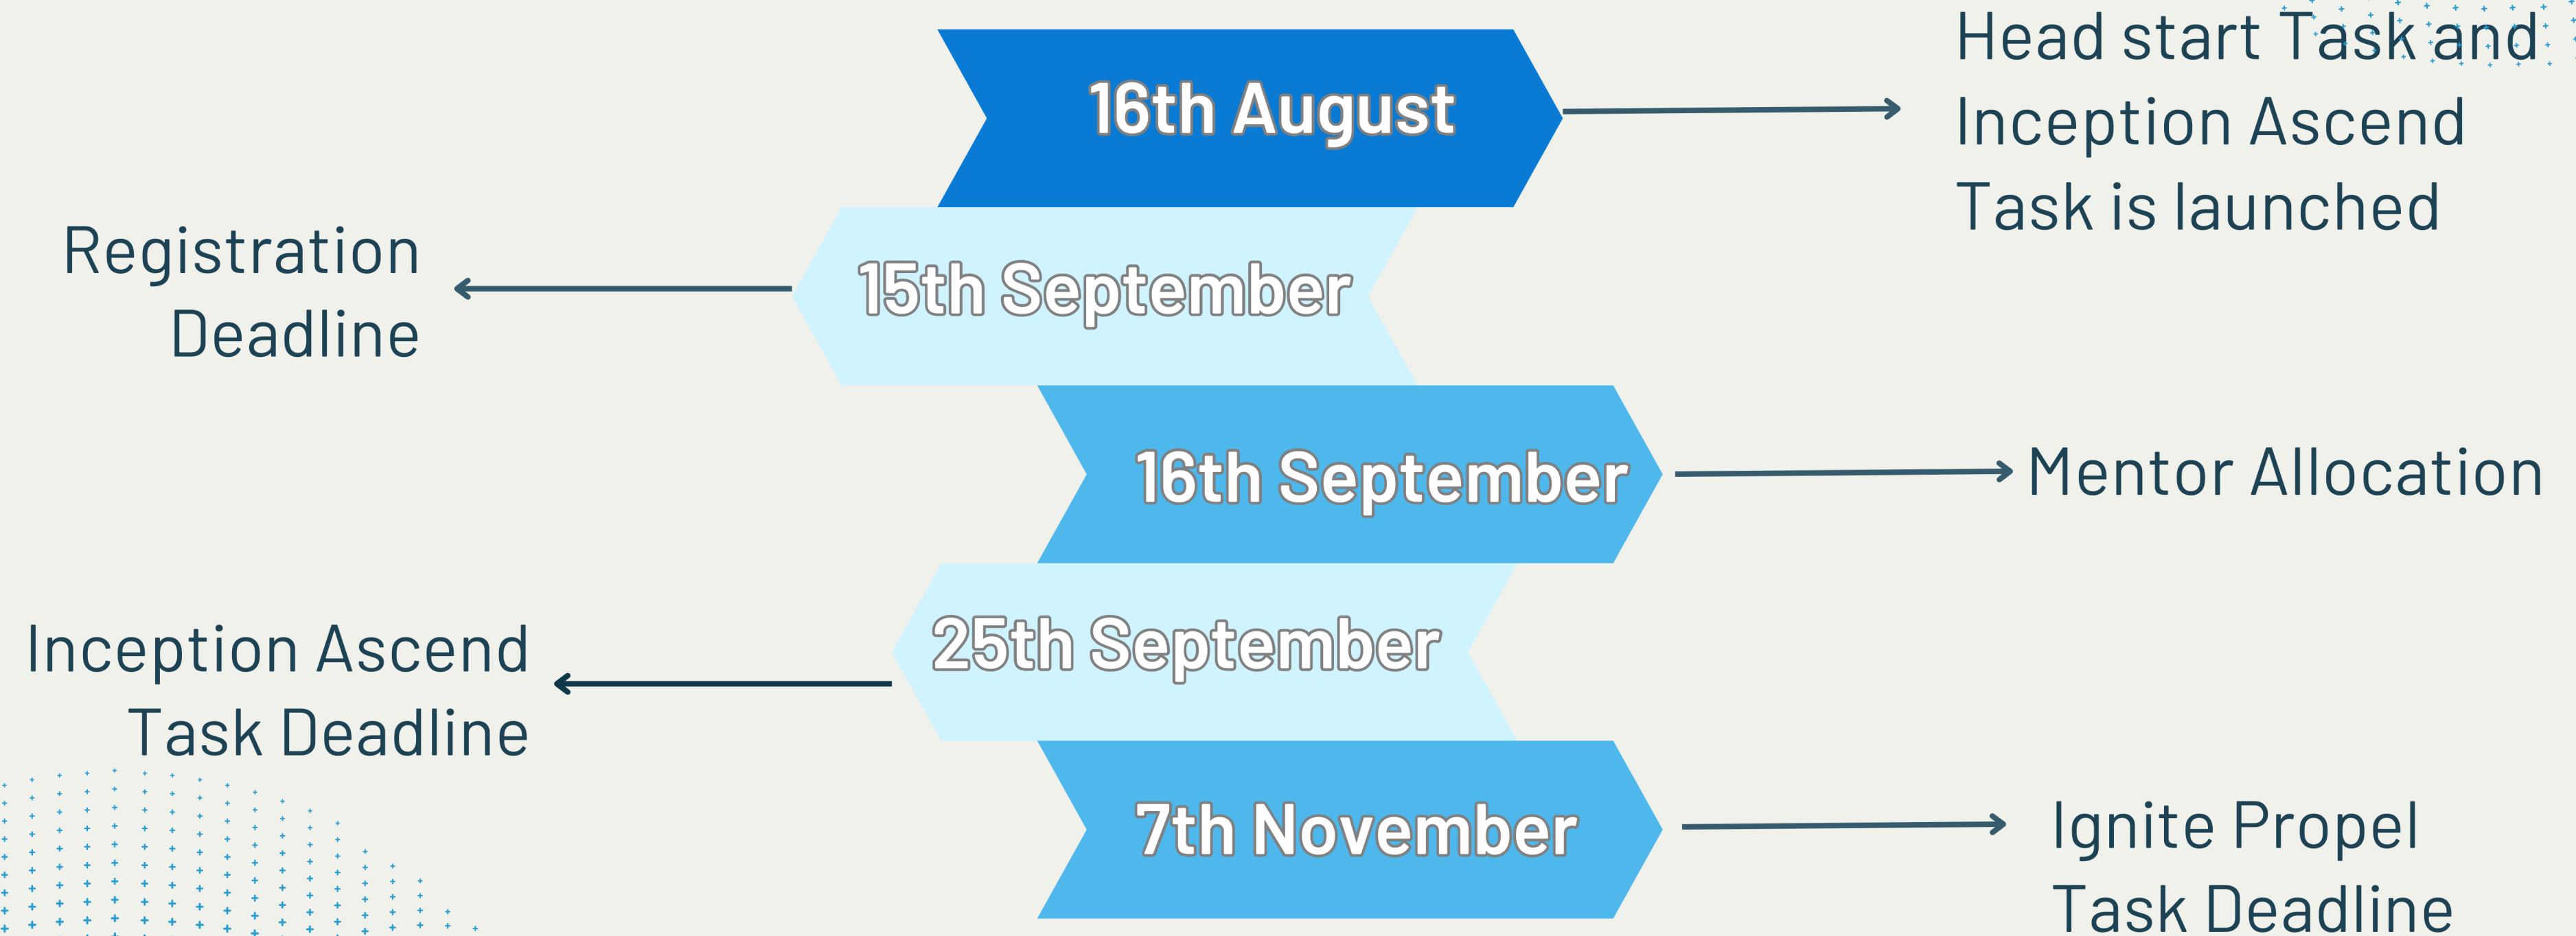 16th August
Head start Task and
Inception Ascend
Task is launched
15th September
Registration
Deadline
16th September
Mentor Allocation
25th September
Inception Ascend
Task Deadline
7th November
Ignite Propel
Task Deadline